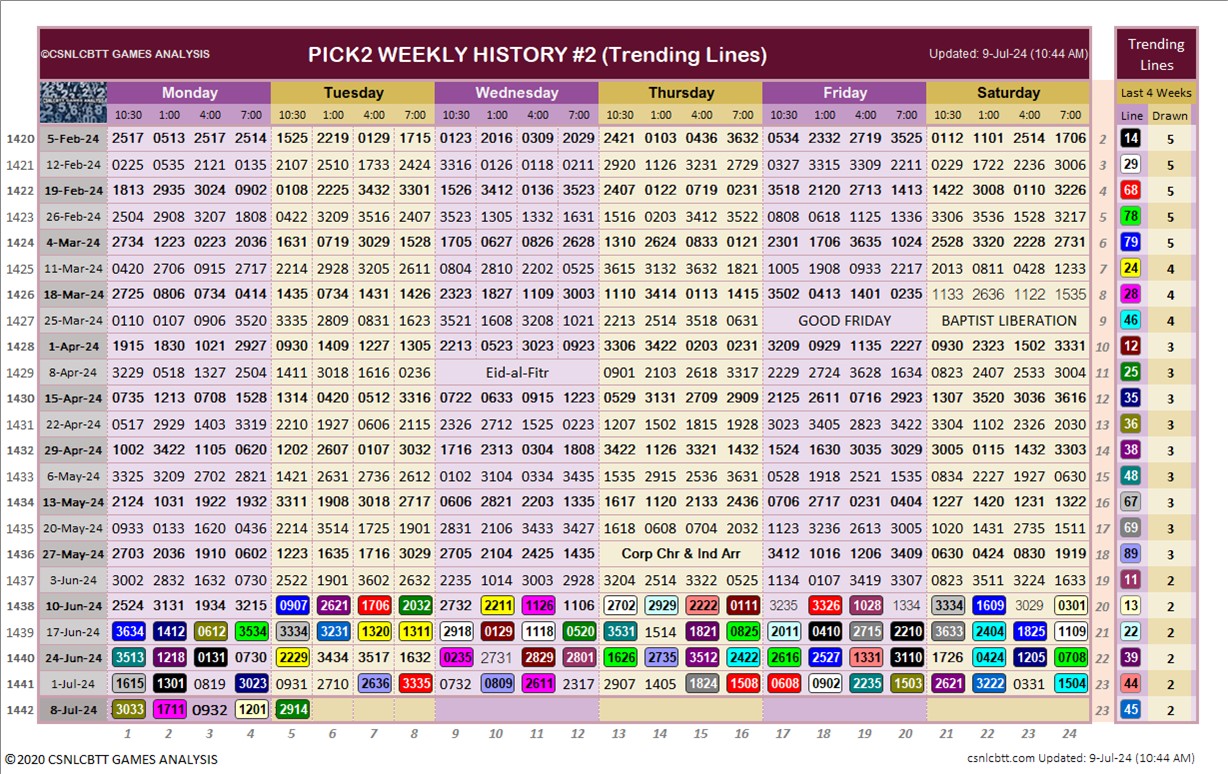 ©CSNLCBTT GAMES ANALYSIS PICK2 WEEKLY HISTORY #2 (Trending Lines) Updated: 9-Jul-24 (10:44 AM) Trending Lines
Monday Tuesday Wednesday Thursday Friday Saturday Last 4 Weeks
10:30 1:00 4:00 7:00 10:30 1:00 4:00 7:00 10:30 1:00 4:00 7:00 10:30 1:00 4:00 7:00 10:30 1:00 4:00 7:00 10:30 1:00 4:00 7:00 Line Drawn
1420 5-Feb-24 2517 0513 2517 2514 1525 2219 0129 1715 0123 2016 0309 2029 2421 0103 0436 3632 0534 2332 2719 3525 0112 1101 2514 1706 2 14 5
1421 12-Feb-24 0225 0535 2121 0135 2107 2510 1733 2424 3316 0126 0118 0211 2920 1126 3231 2729 0327 3315 3309 2211 0229 1722 2236 3006 3 29 5
1422 19-Feb-24 1813 2935 3024 0902 0108 2225 3432 3301 1526 3412 0136 3523 2407 0122 0719 0231 3518 2120 2713 1413 1422 3008 0110 3226 4 68 5
1423 26-Feb-24 2504 2908 3207 1808 0422 3209 3516 2407 3523 1305 1332 1631 1516 0203 3412 3522 0808 0618 1125 1336 3306 3536 1528 3217 5 78 5
1424 4-Mar-24 2734 1223 0223 2036 1631 0719 3029 1528 1705 0627 0826 2628 1310 2624 0833 0121 2301 1706 3635 1024 2528 3320 2228 2731 6 79 5
1425 11-Mar-24 0420 2706 0915 2717 2214 2928 3205 2611 0804 2810 2202 0525 3615 3132 3632 1821 1005 1908 0933 2217 2013 0811 0428 1233 7 24 4
1426 18-Mar-24 2725 0806 0734 0414 1435 0734 1431 1426 2323 1827 1109 3003 1110 3414 0113 1415 3502 0413 1401 0235 1133 2636 1122 1535 8 28 4
1427 25-Mar-24 0110 0107 0906 3520 3335 2809 0831 1623 3521 1608 3208 1021 2213 2514 3518 0631 GOOD FRIDAY BAPTIST LIBERATION 9 46 4
1428 1-Apr-24 1915 1830 1021 2927 0930 1409 1227 1305 2213 0523 3023 0923 3306 3422 0203 0231 3209 0929 1135 2227 0930 2323 1502 3331 10 12 3
1429 8-Apr-24 3229 0518 1327 2504 1411 3018 1616 0236 Eid-al-Fitr 0901 2103 2618 3317 2229 2724 3628 1634 0823 2407 2533 3004 11 25 3
1430 15-Apr-24 0735 1213 0708 1528 1314 0420 0512 3316 0722 0633 0915 1223 0529 3131 2709 2909 2125 2611 0716 2923 1307 3520 3036 3616 12 35 3
1431 22-Apr-24 0517 2929 1403 3319 2210 1927 0606 2113 2326 2712 1525 0223 1207 1502 1815 1928 3023 3405 2823 3422 3304 1102 2326 2030 13 36 3
1432 29-Apr-24 1002 3422 1105 0620 1202 2607 0107 3032 1716 2313 0304 1808 3422 1126 3321 1432 1524 1630 3035 3029 3005 0115 1432 3303 14 38 3
1433 6-May-24 3325 3209 2702 2821 1421 2631 2736 2612 0102 3104 0334 3435 1535 2915 2536 3631 0528 1918 2521 1535 0834 2227 1927 0630 15 48 3
1434 13-May-24 2124 1031 1922 1932 3311 1908 3018 2717 0606 2821 2203 1335 1617 1120 2133 2436 0706 2717 0231 0404 1227 1420 1231 1322 16 67 3
1435 20-May-24 0933 0133 1620 0436 2214 3514 1725 1901 2831 2106 3433 3427 1618 0608 0704 2032 1123 3236 2613 3005 1020 1431 2735 1511 17 69 3
1436 27-May-24 2703 2036 1910 0602 1223 1635 1716 3029 2705 2104 2425 1435 Corp Chr & Ind Arr 3412 1016 1206 3409 0630 0424 0830 1919 18 89 3
1437 3-Jun-24 3002 2832 1632 0730 2522 1901 3602 2632 2235 1014 3003 2928 3204 2514 3322 0525 1134 0107 3419 3307 0823 3511 3224 1633 19 11 2
1438 10-Jun-24 2524 3131 1934 3215 0907 2621 1706 2032 2732 2211 1126 1106 2702 2929 2222 0111 3235 3326 1028 1334 3334 1609 3029 0301 20 13 2
1439 17-Jun-24 3634 1412 0612 3534 3334 3231 1320 1311 2918 0129 1118 0520 3531 1514 1821 0825 2011 0410 2715 2210 3633 2404 1825 1109 21 22 2
1440 24-Jun-24 3513 1218 0131 0730 2229 3434 3517 1632 0235 2731 2829 2801 1626 2735 3512 2422 2616 2527 1331 3110 1726 0424 1205 0708 22 39 2
1441 1-Jul-24 1615 1301 0819 3023 0931 2710 2636 3335 0732 0809 2611 2317 2907 1405 1824 1508 0608 0902 2235 1503 2621 3222 0331 1504 23 44 2
1442 8-Jul-24 3033 1711 0932 1201 2914 23 45 2
1 2 3 4 5 6 7 8 9 10 11 12 13 14 15 16 17 18 19 20 21 22 23 24
©2020 CSNLCBTT GAMES ANALYSIS csnlcbtt.com Updated: 9-Jul-24 (10:44 AM)